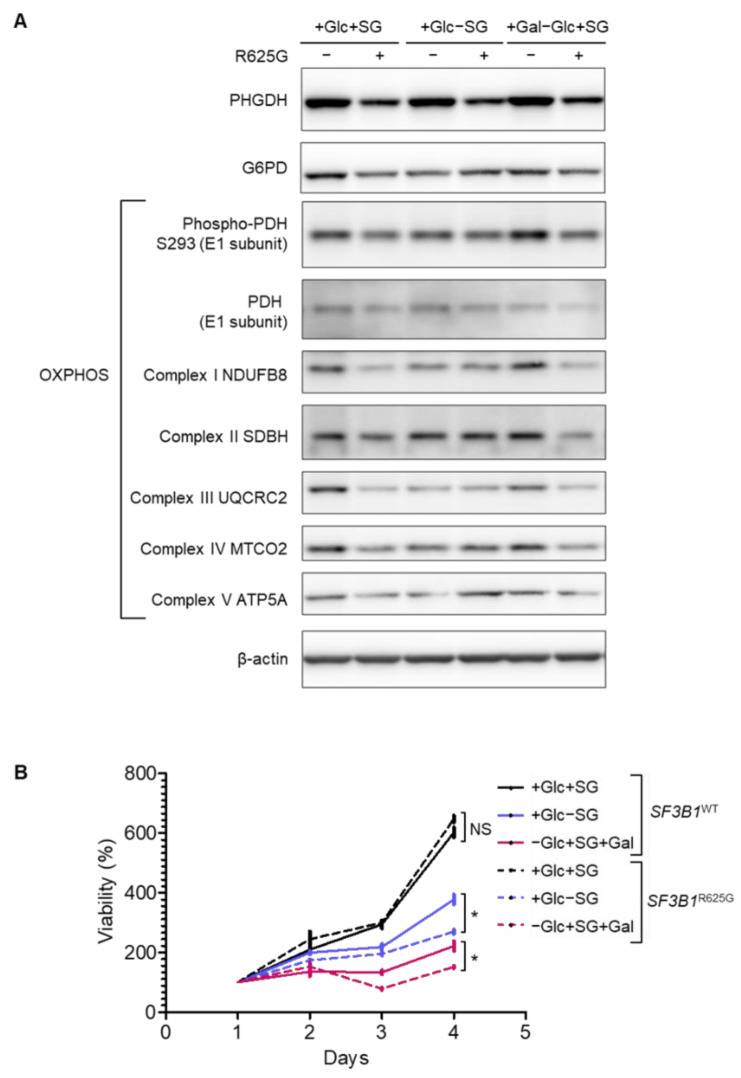 A
+Glc+SG +Glc−SG +Gal−Glc+SG
R625G − + − + − +
PHGDH
G6PD
Phospho-PDH
S293 (E1 subunit)
PDH
(E1 subunit)
OXPHOS
Complex I NDUFB8
Complex II SDBH
Complex III UQCRC2
Complex IV MTCO2
Complex V ATP5A
β-actin
B
Viability (%)
800
600
400
200
0
0 1 2 3 4 5
Days
NS
*
*
+Glc+SG
+Glc−SG
−Glc+SG+Gal
SF3B1WT
+Glc+SG
+Glc−SG
−Glc+SG+Gal
SF3B1R625G